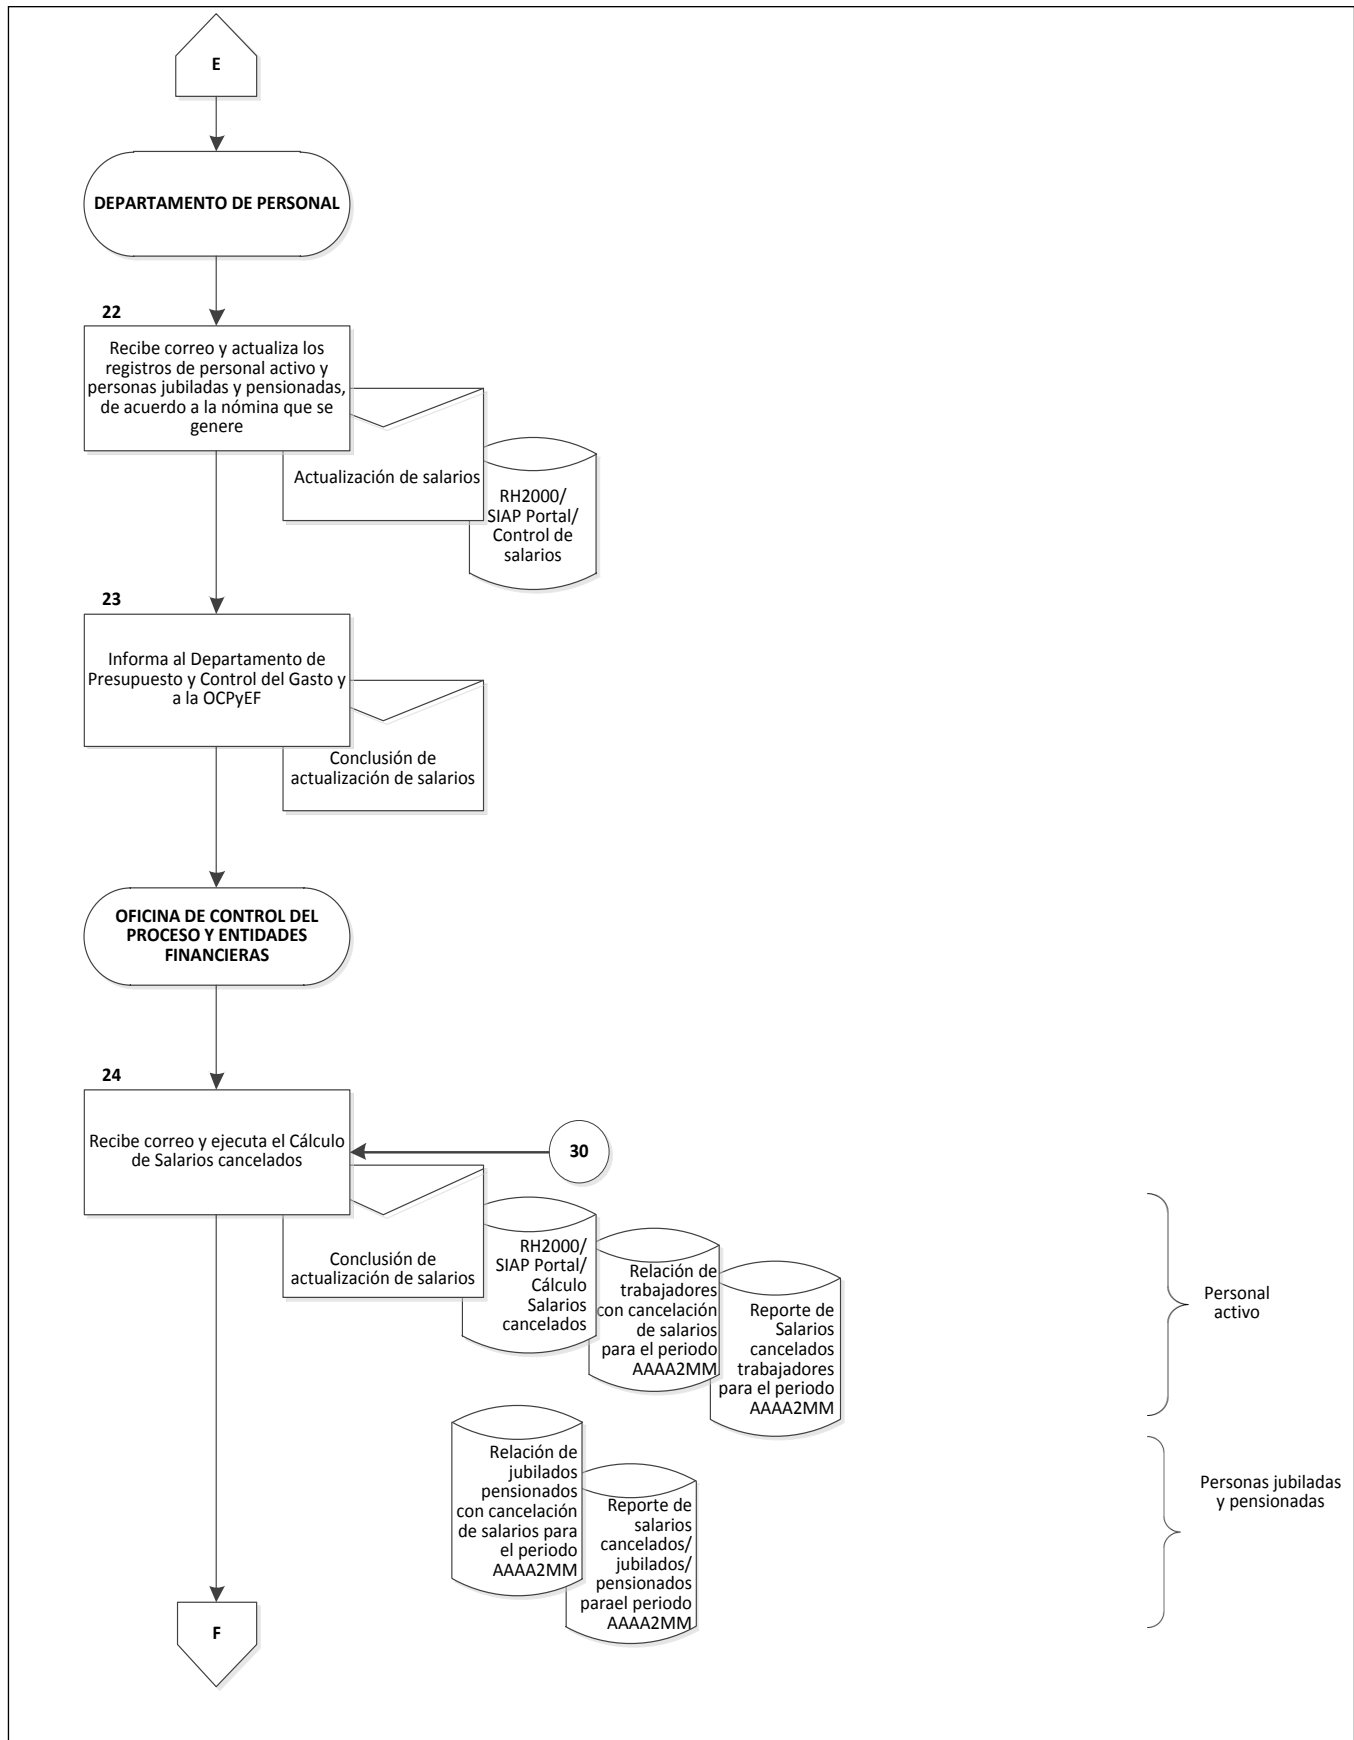 E
DEPARTAMENTO DE PERSONAL
22
Recibe correo y actualiza los
registros de personal activo y
personas jubiladas y pensionadas,
de acuerdo a la nómina que se
genere
Actualización de salarios
RH2000/
SIAP Portal/
Control de
salarios
23
Informa al Departamento de
Presupuesto y Control del Gasto y
a la OCPyEF
Conclusión de
actualización de salarios
OFICINA DE CONTROL DEL
PROCESO Y ENTIDADES
FINANCIERAS
24
Recibe correo y ejecuta el Cálculo
de Salarios cancelados
30
Conclusión de
actualización de salarios
RH2000/
SIAP Portal/
Cálculo
Salarios
cancelados
Relación de
trabajadores
con cancelación
de salarios
para el periodo
AAAA2MM
Reporte de
Salarios
cancelados
trabajadores
para el periodo
AAAA2MM
Personal
activo
Relación de
jubilados
pensionados
con cancelación
de salarios para
el periodo
AAAA2MM
Reporte de
salarios
cancelados/
jubilados/
pensionados
parael periodo
AAAA2MM
Personas jubiladas
y pensionadas
F